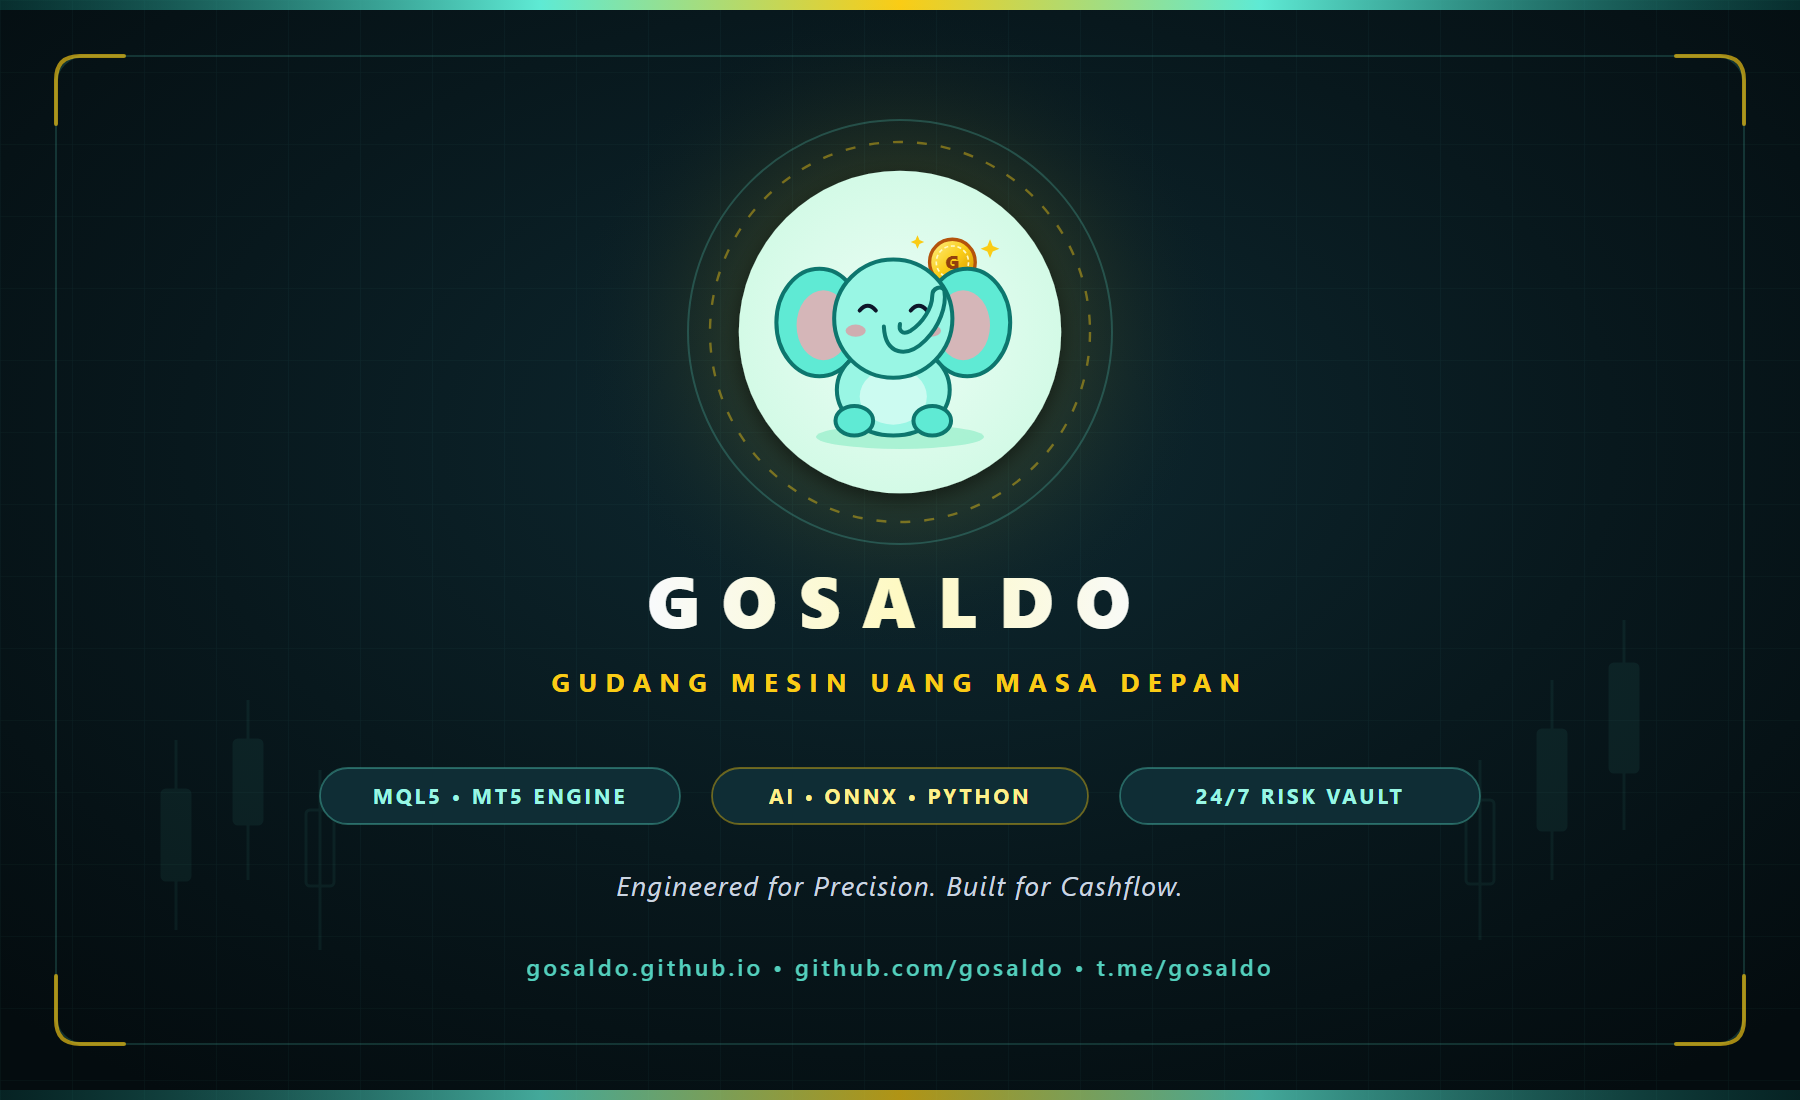 G
GOSALDO
GUDANG MESIN UANG MASA DEPAN
MQL5 • MT5 ENGINE
AI • ONNX • PYTHON
24/7 RISK VAULT
Engineered for Precision. Built for Cashflow.
gosaldo.github.io • github.com/gosaldo • t.me/gosaldo